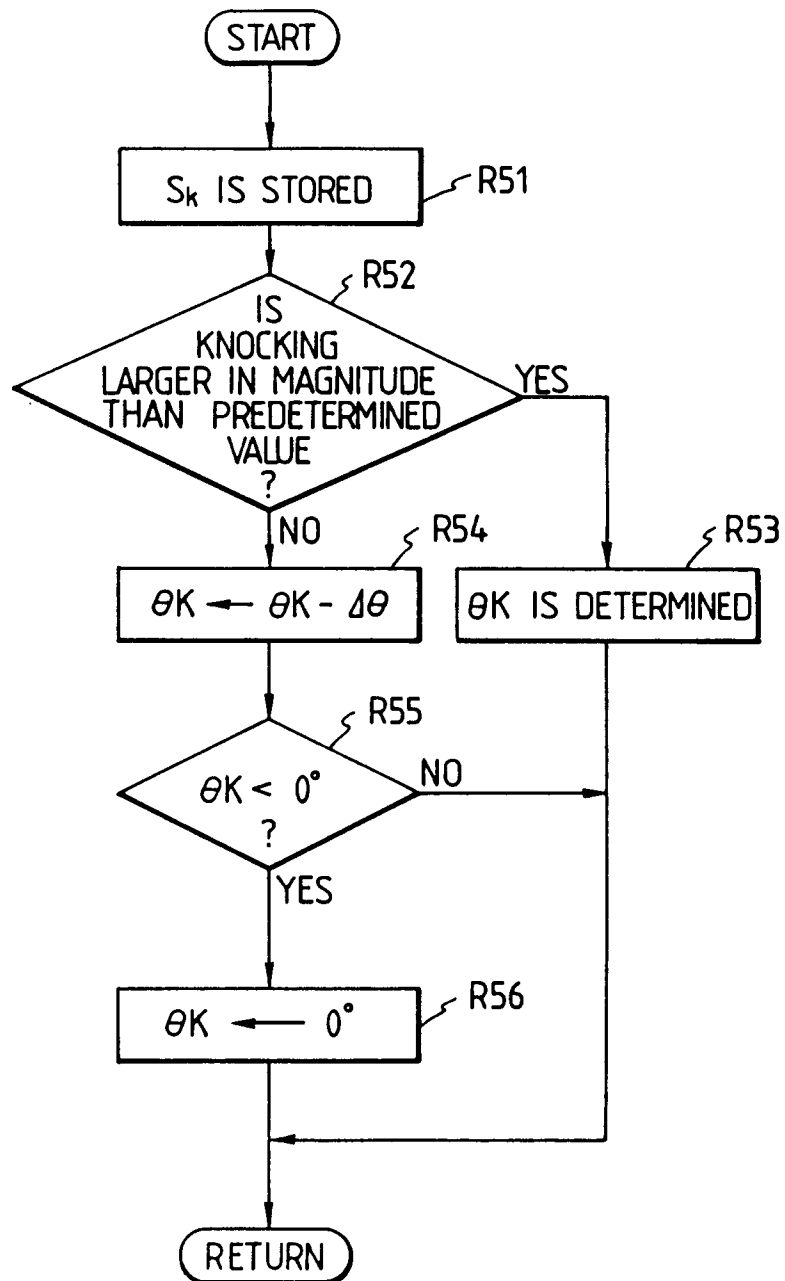 START
Sk IS STORED
R51
R52
IS
KNOCKING
LARGER IN MAGNITUDE
THAN PREDETERMINED
VALUE
?
YES
NO
R54
R53
θK ← θK - Δθ
θK IS DETERMINED
R55
θK < 0°
?
NO
YES
R56
θK ← 0°
RETURN